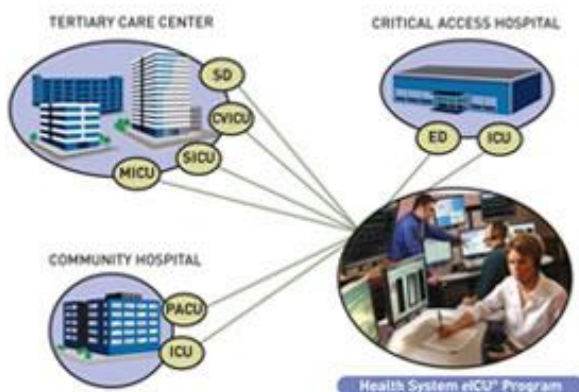 TERTIARY CARE CENTER
CRITICAL ACCESS HOSPITAL
SD
CVICU
SICU
MICU
ED
ICU
COMMUNITY HOSPITAL
PACU
ICU
Health System eICU® Program